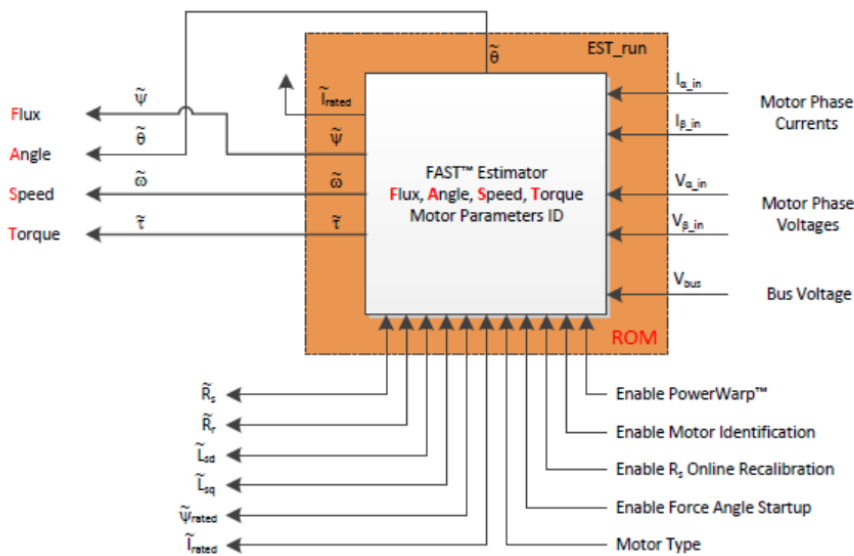 EST_run
θ̃
Ĩrated
Flux
ψ̃
ψ̃
Angle
θ̃
Speed
ω̃
ω̃
Torque
τ̃
τ̃
FAST™ Estimator
Flux, Angle, Speed, Torque
Motor Parameters ID
Iα_in
Iβ_in
Motor Phase
Currents
Vα_in
Vβ_in
Motor Phase
Voltages
Vbus
Bus Voltage
ROM
R̃s
R̃r
L̃sd
L̃sq
ψ̃rated
Ĩrated
Enable PowerWarp™
Enable Motor Identification
Enable Rs Online Recalibration
Enable Force Angle Startup
Motor Type